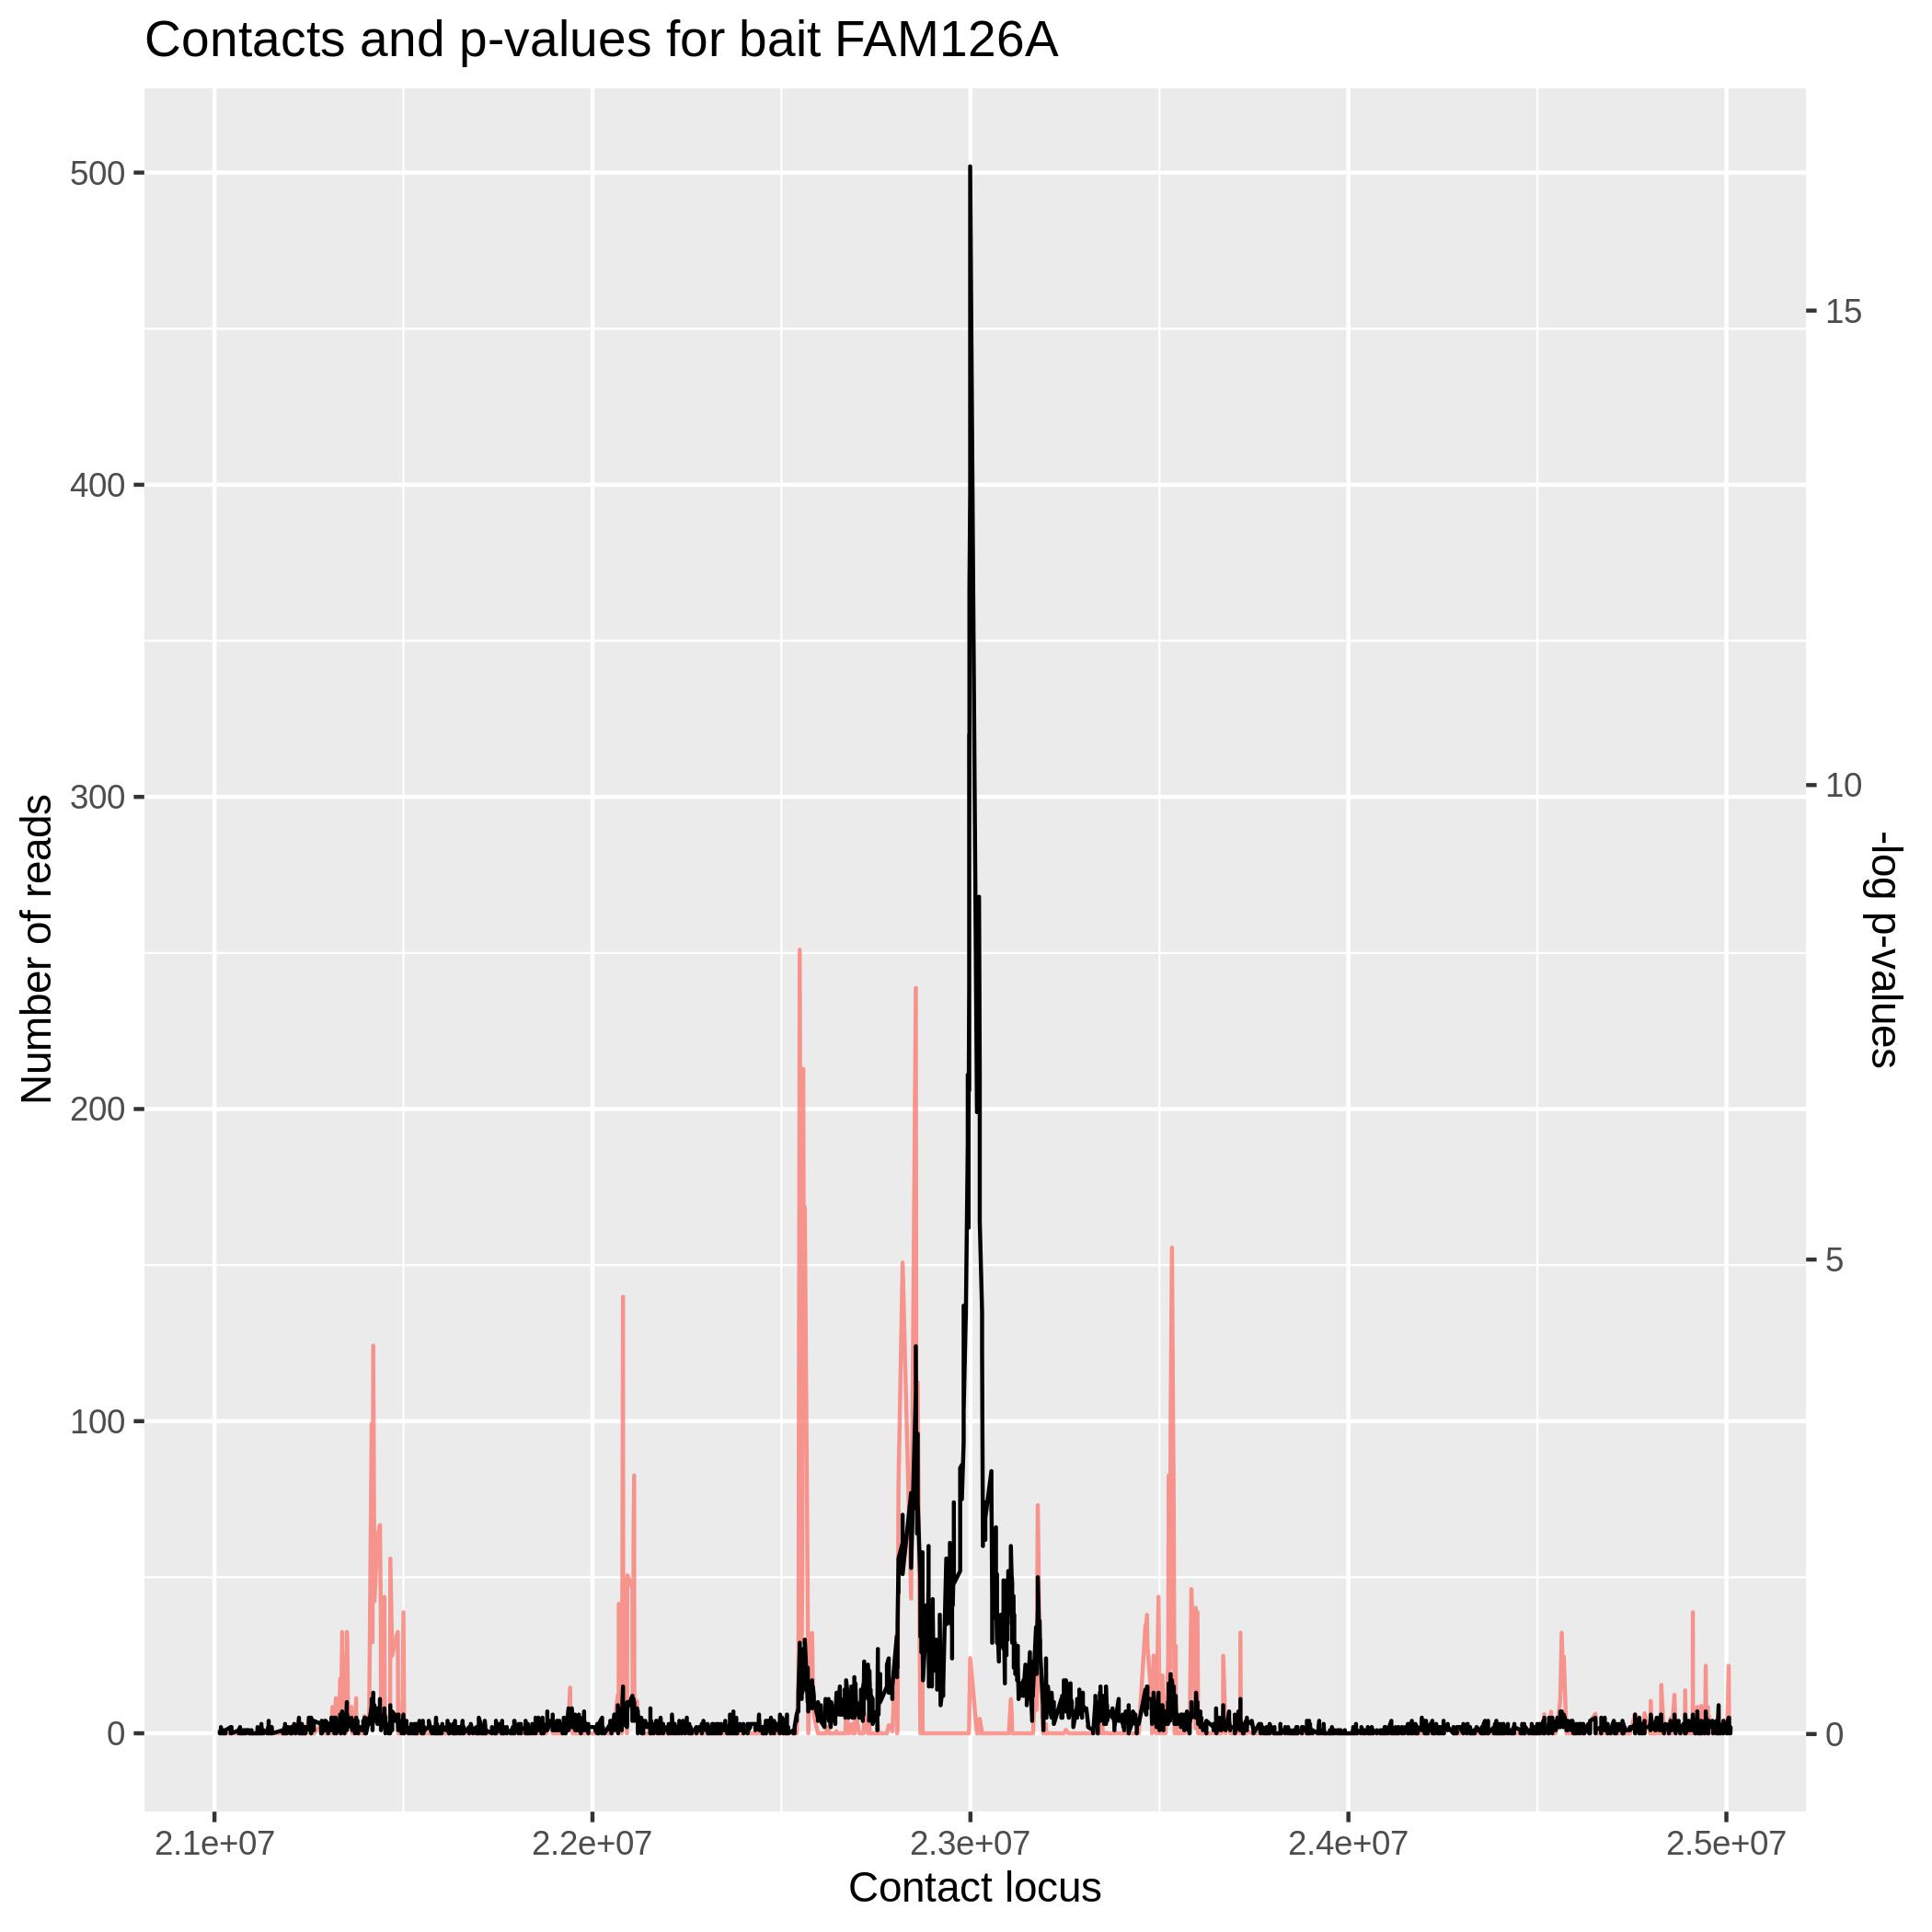 Contacts and p-values for bait FAM126A
500
400
300
200
100
0
Number of reads
15
10
5
0
-log p-values
2.1e+07
2.2e+07
2.3e+07
2.4e+07
2.5e+07
Contact locus